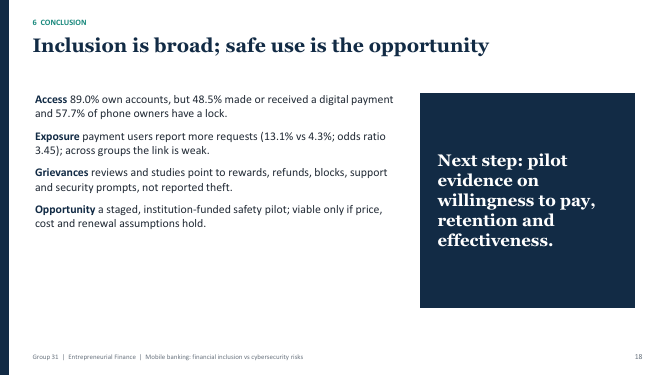 6 CONCLUSION
Inclusion is broad; safe use is the opportunity
Access 89.0% own accounts, but 48.5% made or received a digital payment
and 57.7% of phone owners have a lock.
Exposure payment users report more requests (13.1% vs 4.3%; odds ratio
3.45); across groups the link is weak.
Grievances reviews and studies point to rewards, refunds, blocks, support
and security prompts, not reported theft.
Opportunity a staged, institution-funded safety pilot; viable only if price,
cost and renewal assumptions hold.
Next step: pilot
evidence on
willingness to pay,
retention and
effectiveness.
Group 31 | Entrepreneurial Finance | Mobile banking: financial inclusion vs cybersecurity risks
18